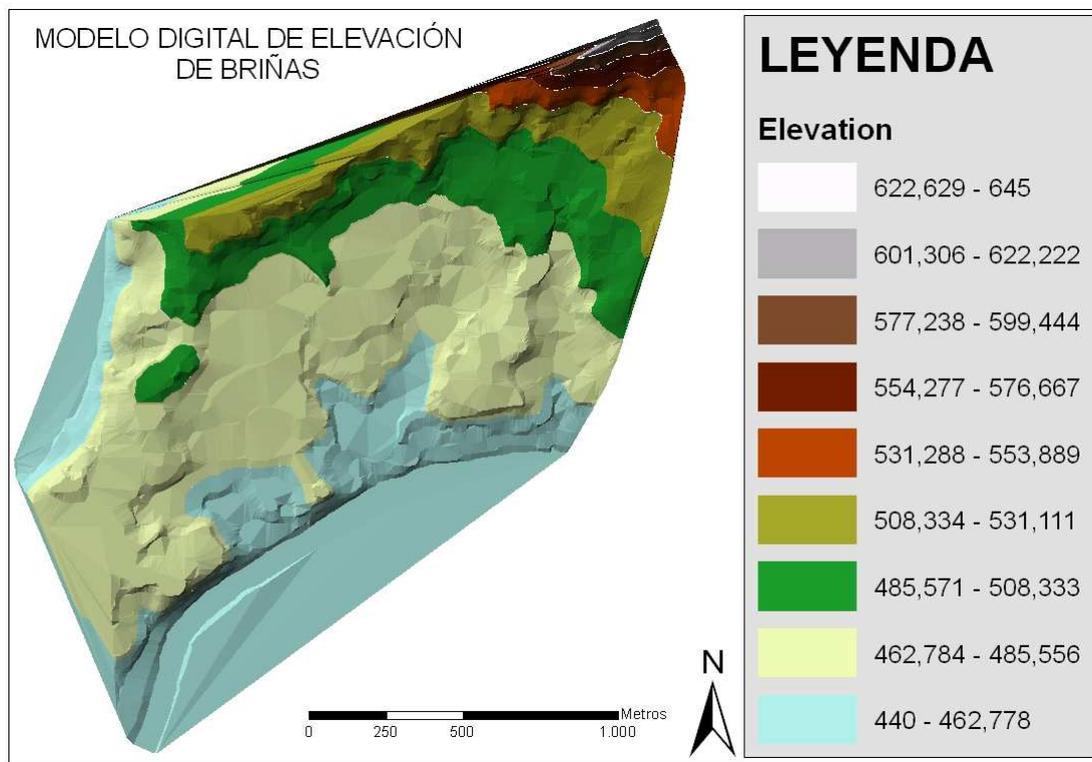 MODELO DIGITAL DE ELEVACIÓN
DE BRIÑAS
LEYENDA
Elevation
622,629 - 645
601,306 - 622,222
577,238 - 599,444
554,277 - 576,667
531,288 - 553,889
508,334 - 531,111
485,571 - 508,333
462,784 - 485,556
440 - 462,778
N
Metros
0 250 500 1.000